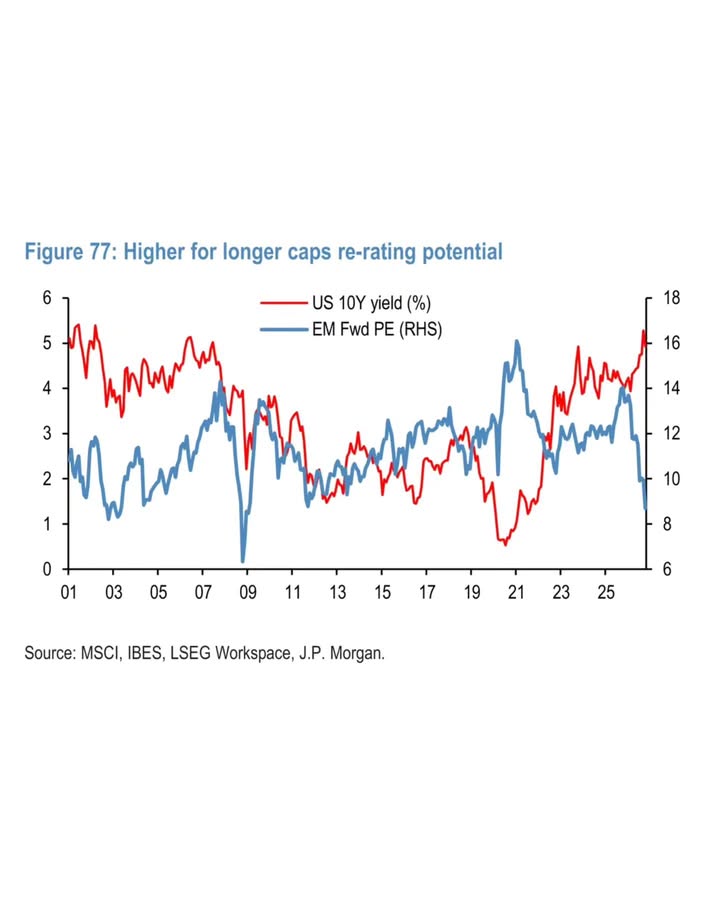 Figure 77: Higher for longer caps re-rating potential
US 10Y yield (%)
EM Fwd PE (RHS)
6
5
4
3
2
1
0
18
16
14
12
10
8
6
01 03 05 07 09 11 13 15 17 19 21 23 25
Source: MSCI, IBES, LSEG Workspace, J.P. Morgan.